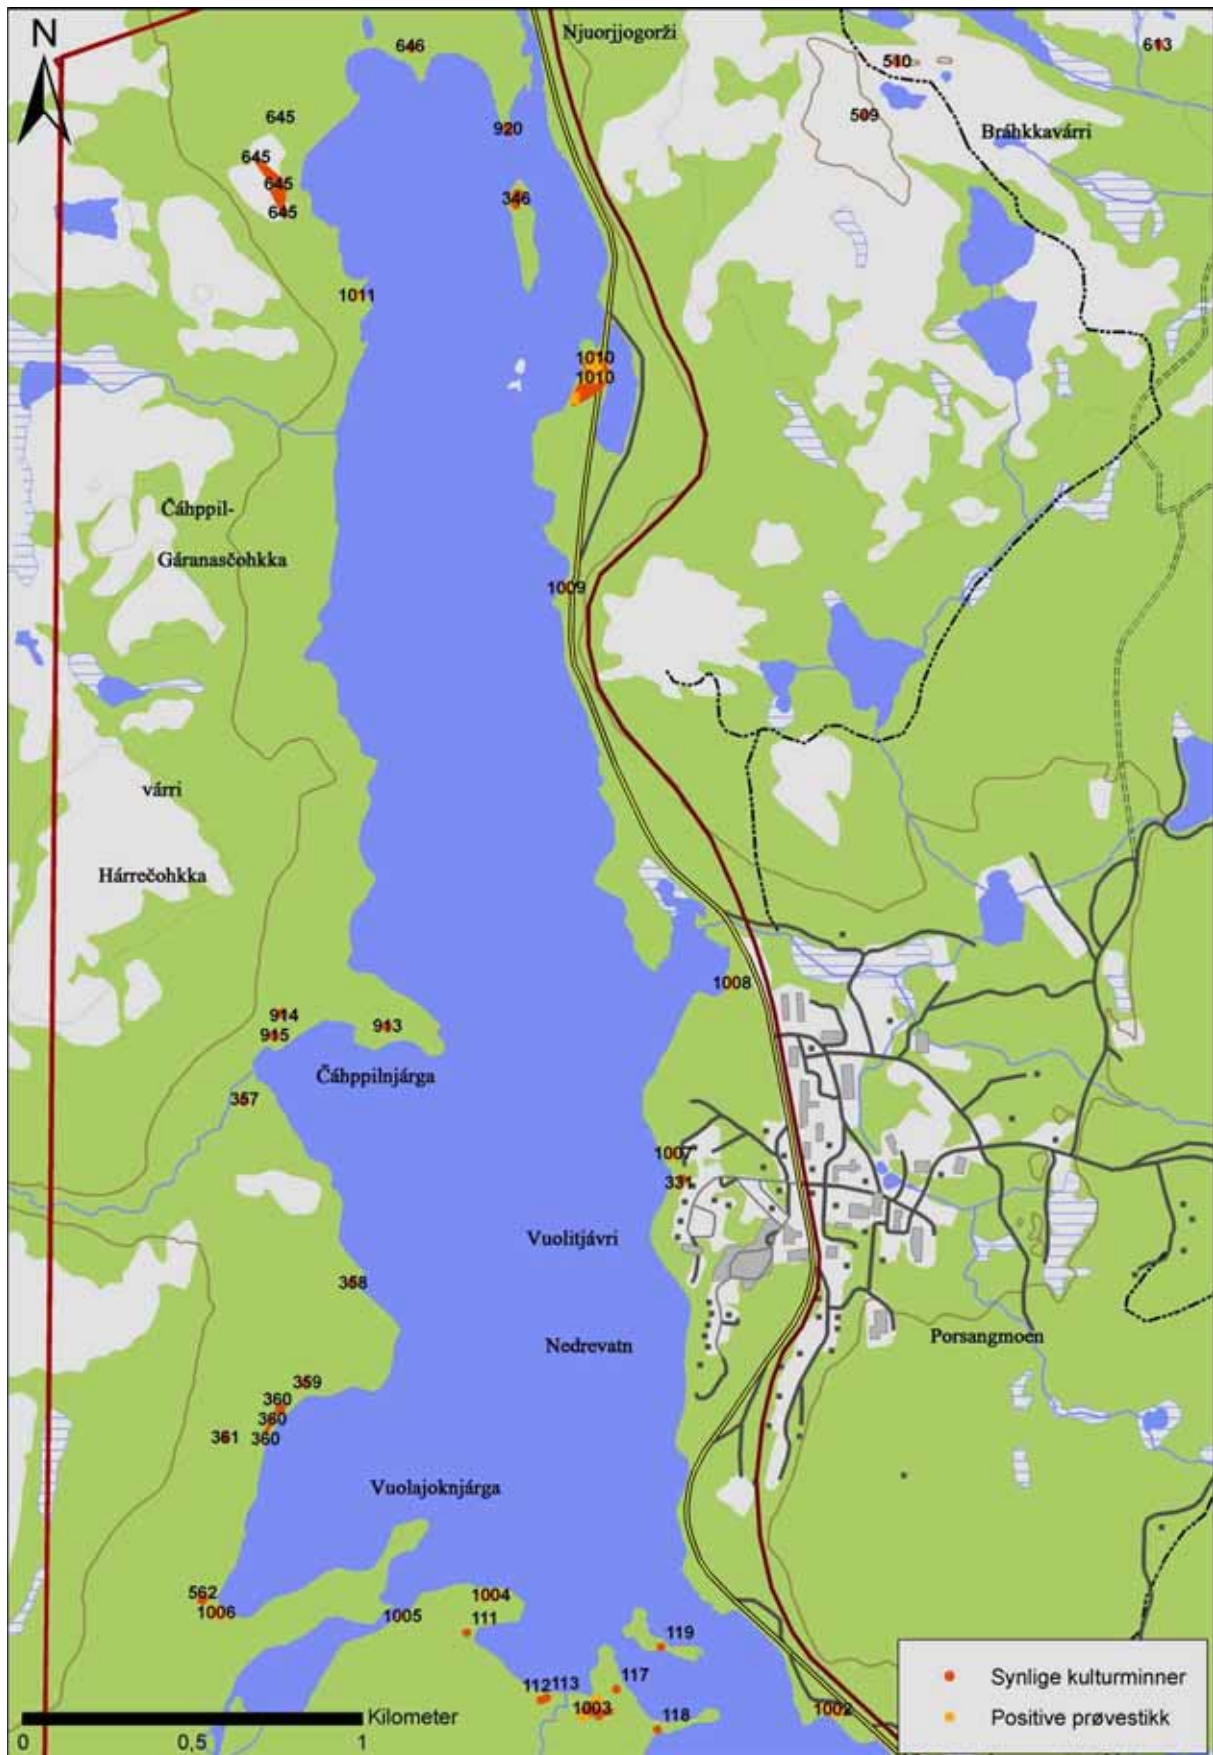 N
Njuorjjogorži
646
613
510
645
509
920
Bráhkkavárri
645
645
645
346
1011
1010
1010
Čáhppil-
Gáranasčohkka
1009
várri
Hárrečohkka
1008
914
915
913
Čáhppilnjárga
357
1007
331
Vuolitjávri
358
Nedrevatn
Porsangmoen
359
360
360
360
361
Vuolajoknjárga
562
1006
1005
1004
111
119
112
113
117
1003
118
1002
Synlige kulturminner
Positive prøvestikk
Kilometer
0
0,5
1